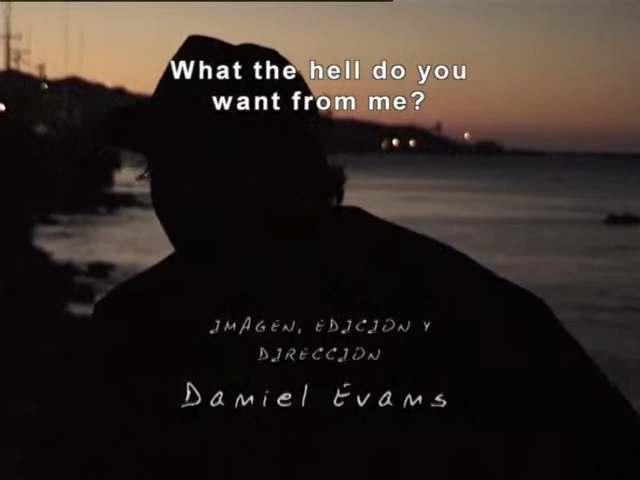 What the hell do you
want from me?
IMAGEN, EDICION Y
DIRECCION
Daniel Evans